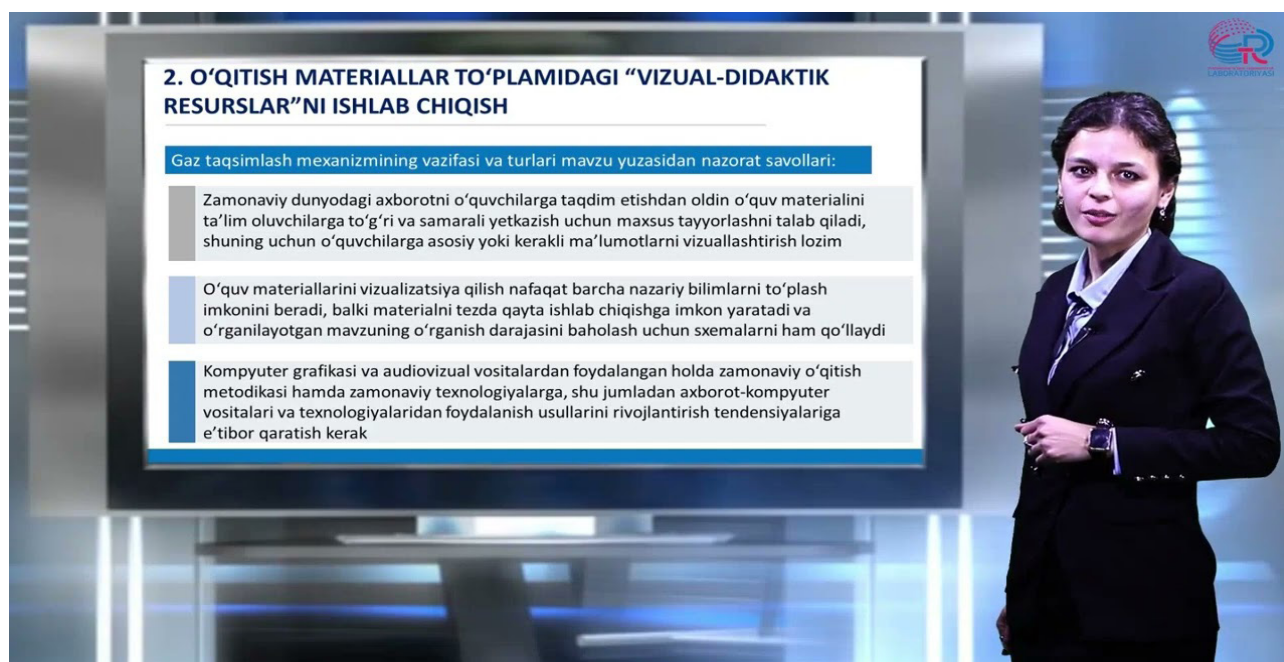 2. O‘QITISH MATERIALLAR TO‘PLAMIDAGI “VIZUAL-DIDAKTIK
RESURSLAR”NI ISHLAB CHIQISH
Gaz taqsimlash mexanizmining vazifasi va turlari mavzu yuzasidan nazorat savollari:
Zamonaviy dunyodagi axborotni o‘quvchilarga taqdim etishdan oldin o‘quv materialini
ta’lim oluvchilarga to‘g‘ri va samarali yetkazish uchun maxsus tayyorlashni talab qiladi,
shuning uchun o‘quvchilarga asosiy yoki kerakli ma’lumotlarni vizuallashtirish lozim
O‘quv materiallarini vizualizatsiya qilish nafaqat barcha nazariy bilimlarni to‘plash
imkonini beradi, balki materialni tezda qayta ishlab chiqishga imkon yaratadi va
o‘rganilayotgan mavzuning o‘rganish darajasini baholash uchun sxemalarni ham qo‘llaydi
Kompyuter grafikasi va audiovizual vositalardan foydalangan holda zamonaviy o‘qitish
metodikasi hamda zamonaviy texnologiyalarga, shu jumladan axborot-kompyuter
vositalari va texnologiyalaridan foydalanish usullarini rivojlantirish tendensiyalariga
e’tibor qaratish kerak
LABORATORIYASI